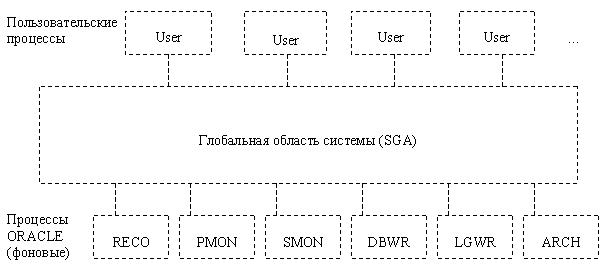 Пользовательские
процессы
User User User User ...
Глобальная область системы (SGA)
Процессы
ORACLE
(фоновые)
RECO PMON SMON DBWR LGWR ARCH